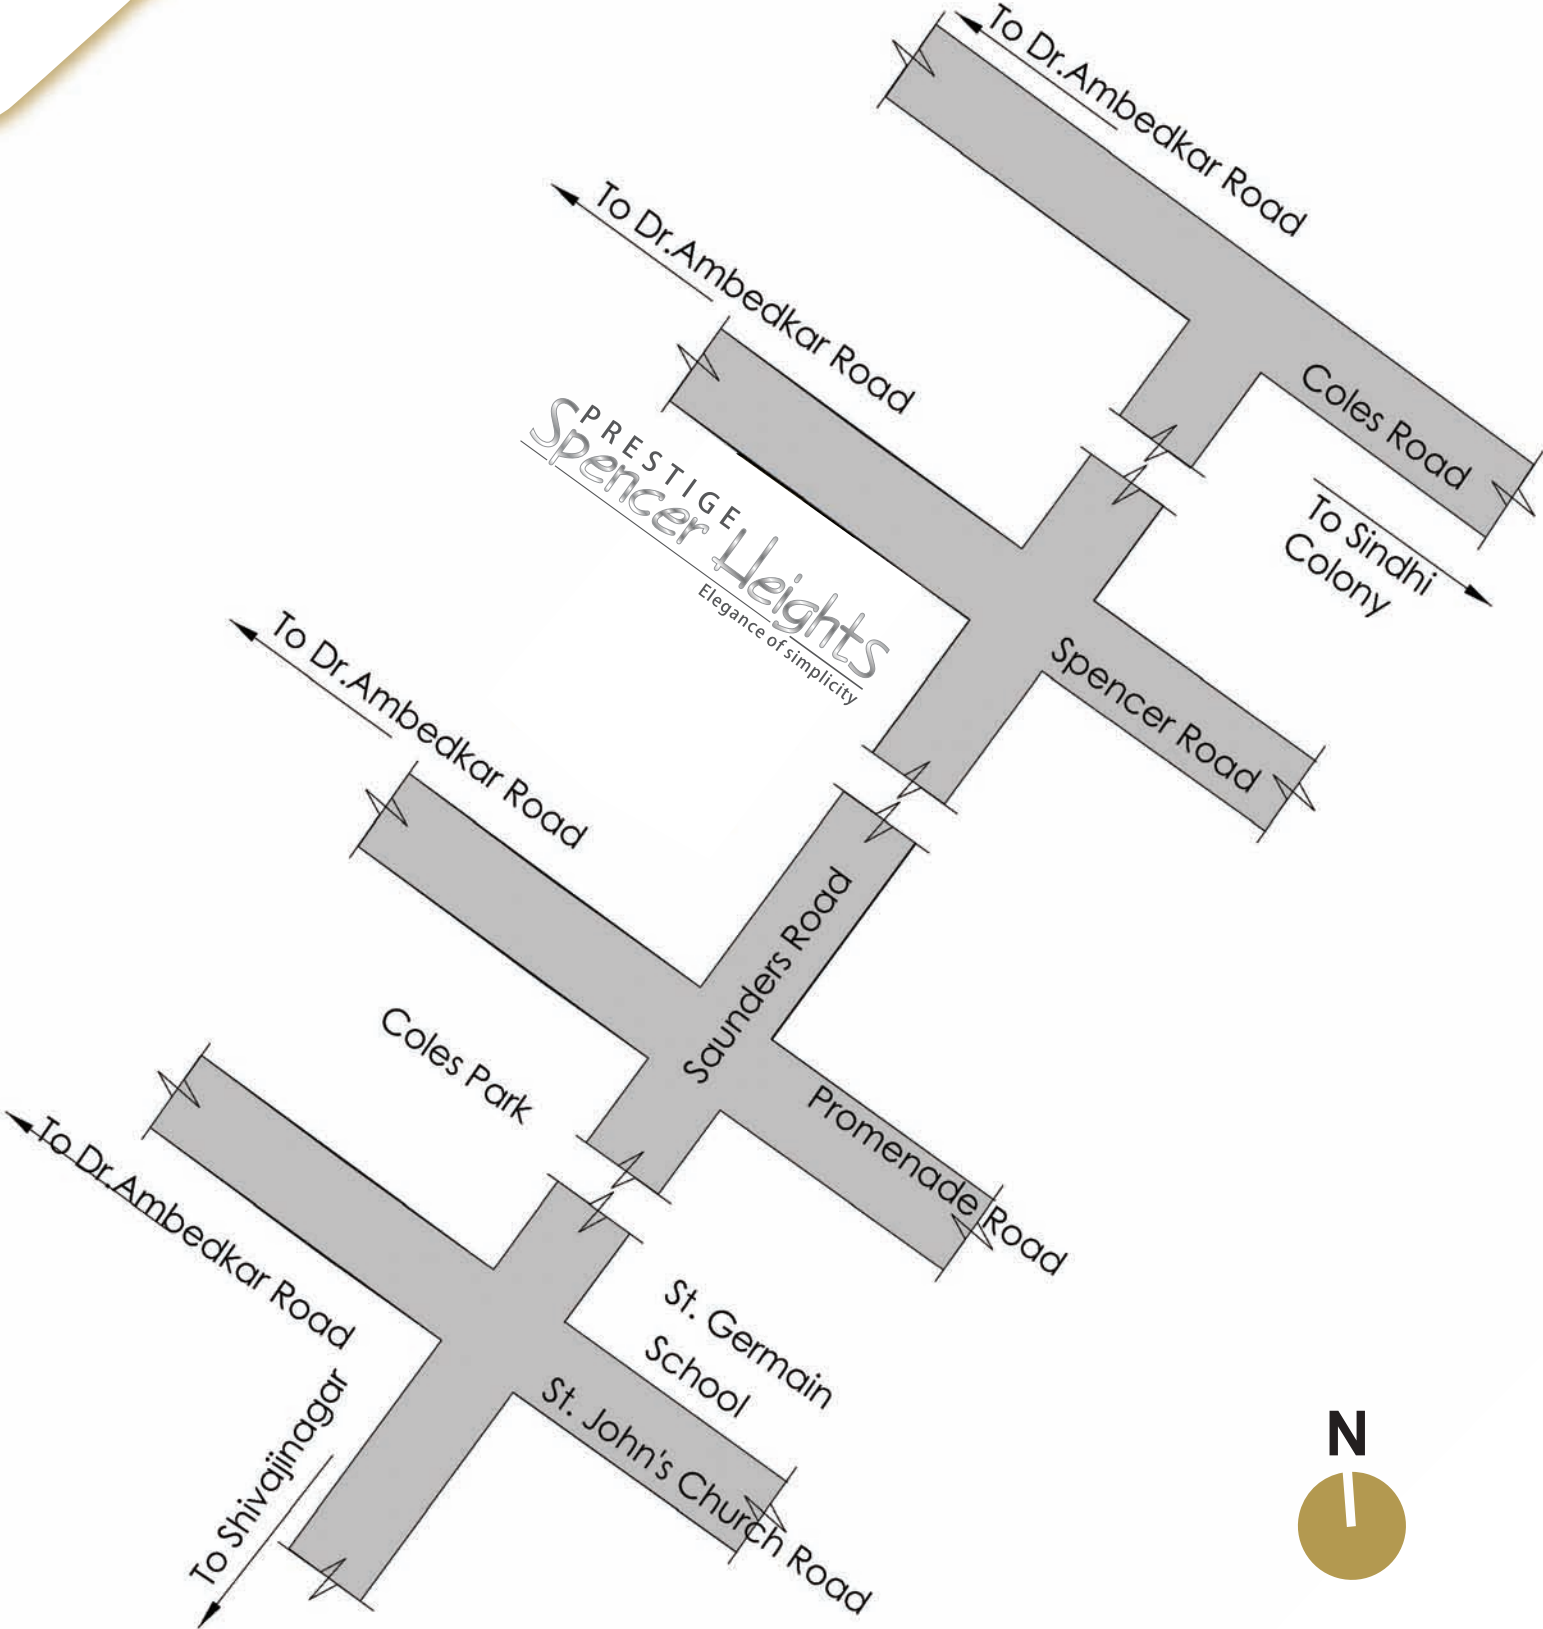 To Dr.Ambedkar Road
To Dr.Ambedkar Road
Coles Road
To Sindhi
Colony
PRESTIGE
Spencer Heights
Elegance of simplicity
Spencer Road
To Dr.Ambedkar Road
Saunders Road
Coles Park
Promenade Road
To Dr.Ambedkar Road
St. Germain
School
St. John's Church Road
To Shivajinagar
N